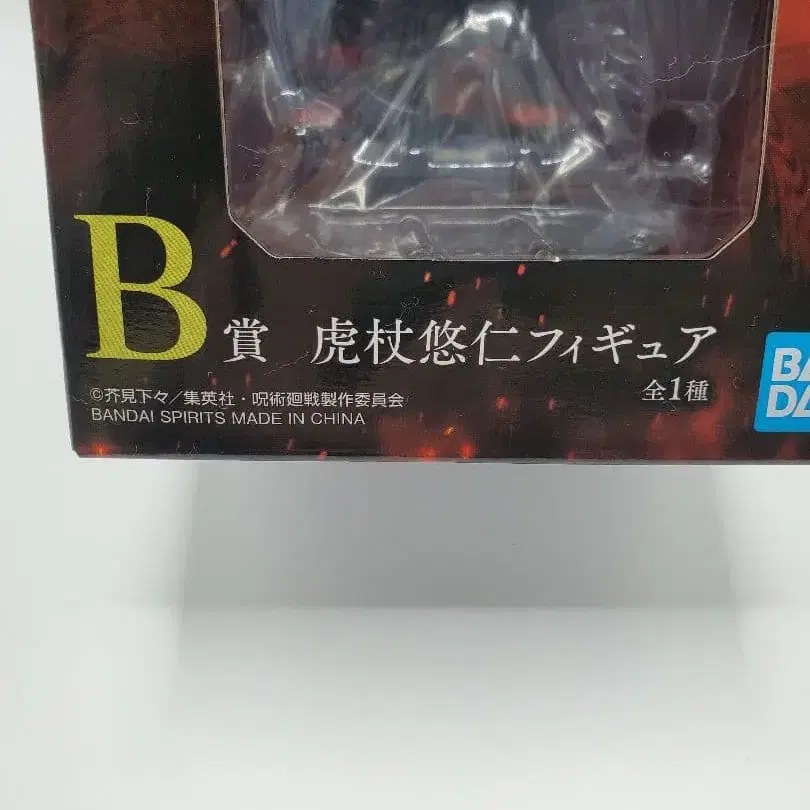 B賞 虎杖悠仁フィギュア
全1種
©芥見下々/集英社・呪術廻戦製作委員会
BANDAI SPIRITS MADE IN CHINA